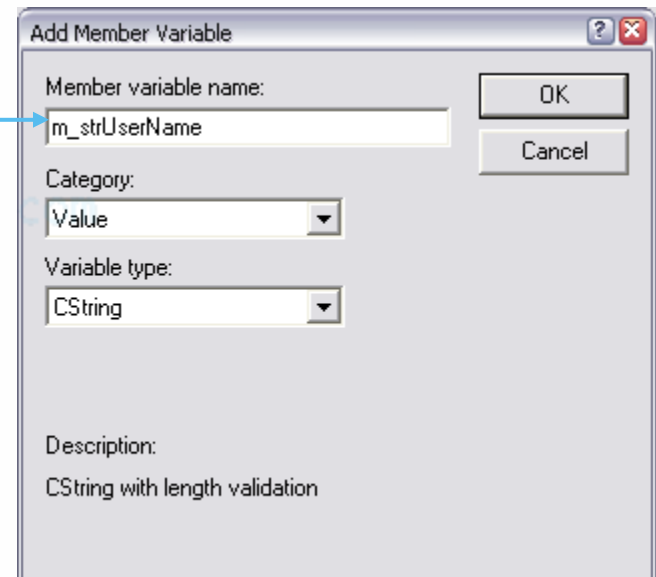 Add Member Variable
Member variable name:
OK
m_strUserName
Cancel
Category:
Value
Variable type:
CString
Description:
CString with length validation